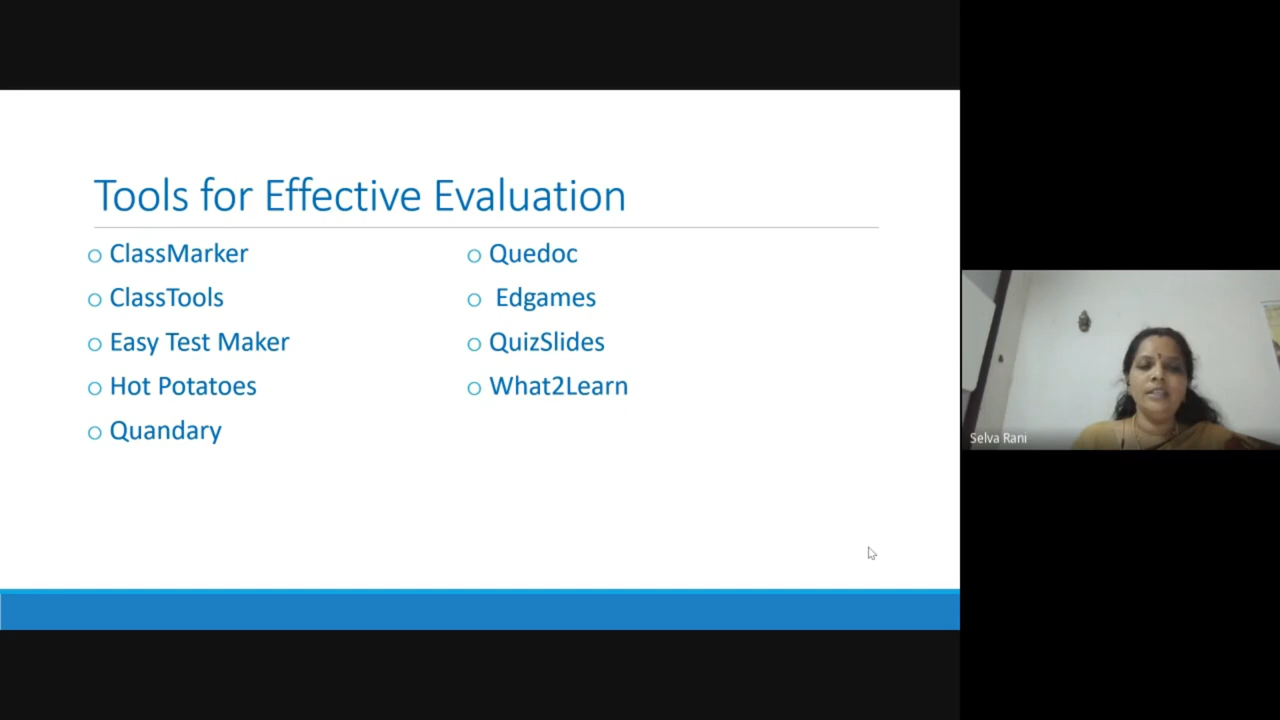 Tools for Effective Evaluation
o ClassMarker
o ClassTools
o Easy Test Maker
o Hot Potatoes
o Quandary
o Quedoc
o Edgames
o QuizSlides
o What2Learn
Selva Rani